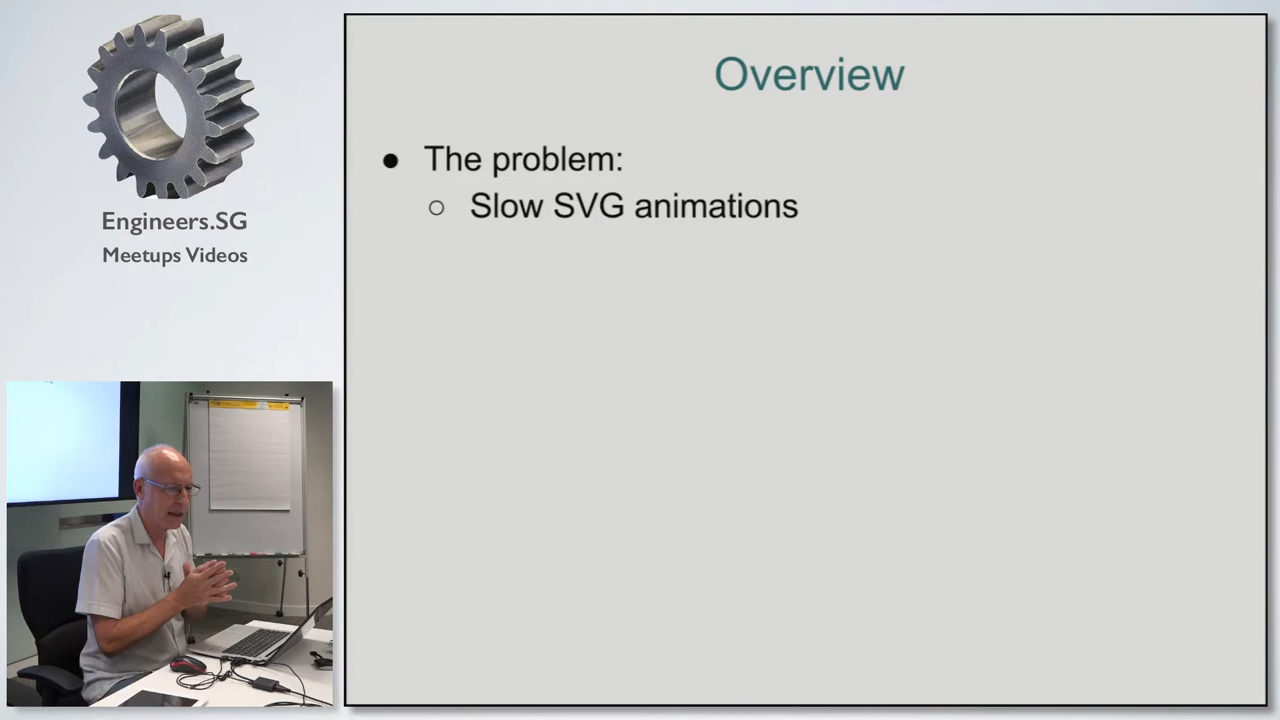 Engineers.SG
Meetups Videos
Overview
● The problem:
○ Slow SVG animations